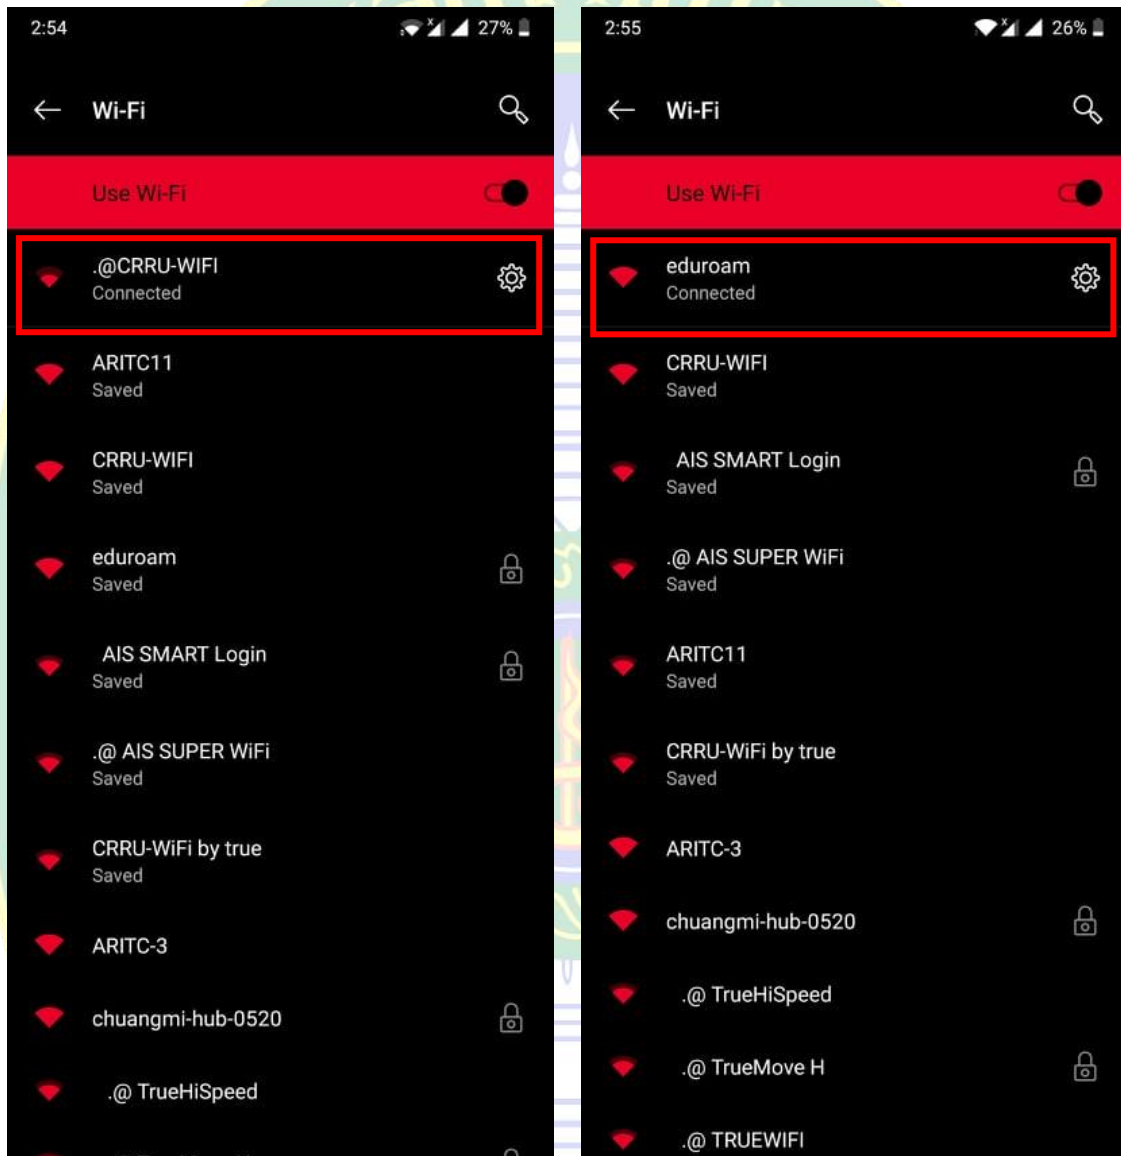 2:54
27%
Wi-Fi
Use Wi-Fi
.@CRRU-WIFI
Connected
ARITC11
Saved
CRRU-WIFI
Saved
eduroam
Saved
AIS SMART Login
Saved
.@ AIS SUPER WiFi
Saved
CRRU-WiFi by true
Saved
ARITC-3
chuangmi-hub-0520
.@ TrueHiSpeed
2:55
26%
Wi-Fi
Use Wi-Fi
eduroam
Connected
CRRU-WIFI
Saved
AIS SMART Login
Saved
.@ AIS SUPER WiFi
Saved
ARITC11
Saved
CRRU-WiFi by true
Saved
ARITC-3
chuangmi-hub-0520
.@ TrueHiSpeed
.@ TrueMove H
.@ TRUEWIFI